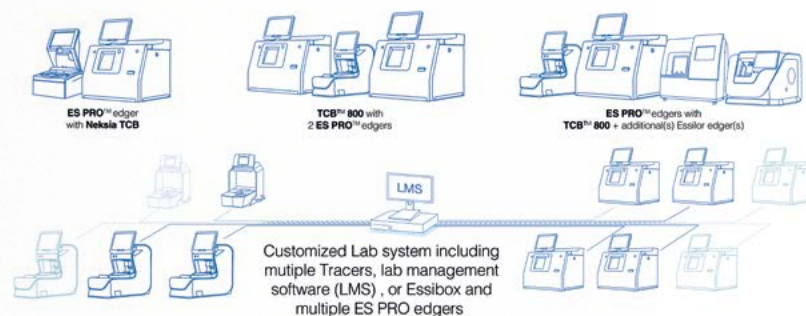 ES PRO™ edger
with Neksia TCB
TCB™ 800 with
2 ES PRO™ edgers
ES PRO™ edgers with
TCB™ 800 + additional(s) Essilor edger(s)
LMS
Customized Lab system including
mutiple Tracers, lab management
software (LMS) , or Essibox and
multiple ES PRO edgers